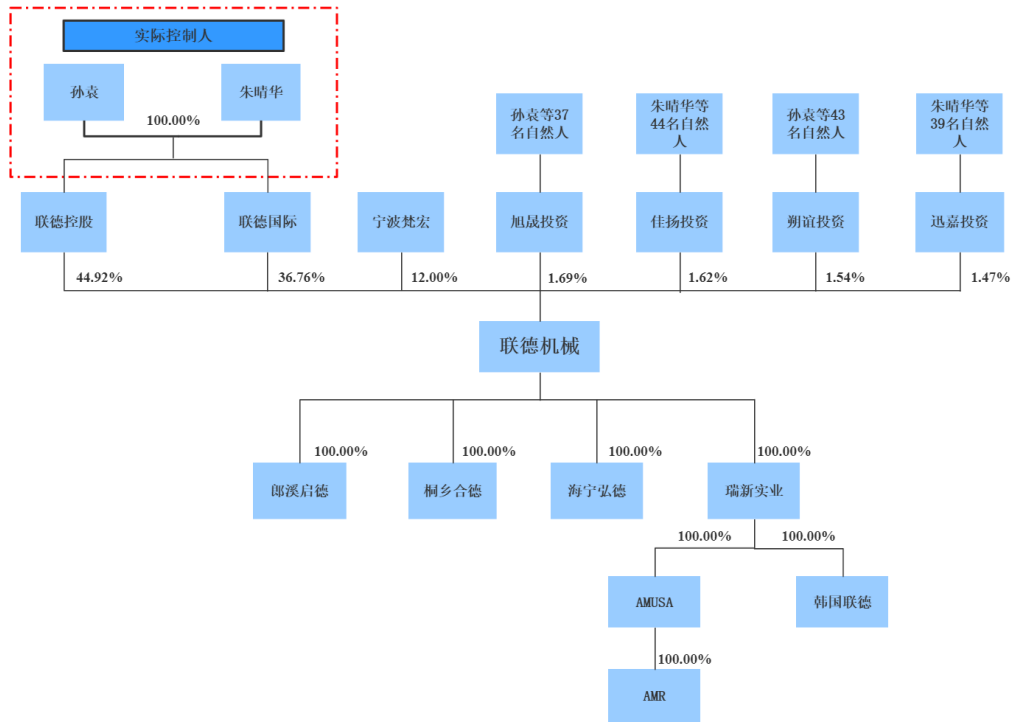 实际控制人
孙袁
朱晴华
100.00%
孙袁等37
名自然人
朱晴华等
44名自然
人
孙袁等43
名自然人
朱晴华等
39名自然
人
联德控股
联德国际
宁波梵宏
旭晟投资
佳扬投资
朔谊投资
迅嘉投资
44.92%
36.76%
12.00%
1.69%
1.62%
1.54%
1.47%
联德机械
100.00%
100.00%
100.00%
100.00%
郎溪启德
桐乡合德
海宁弘德
瑞新实业
100.00%
100.00%
AMUSA
韩国联德
100.00%
AMR